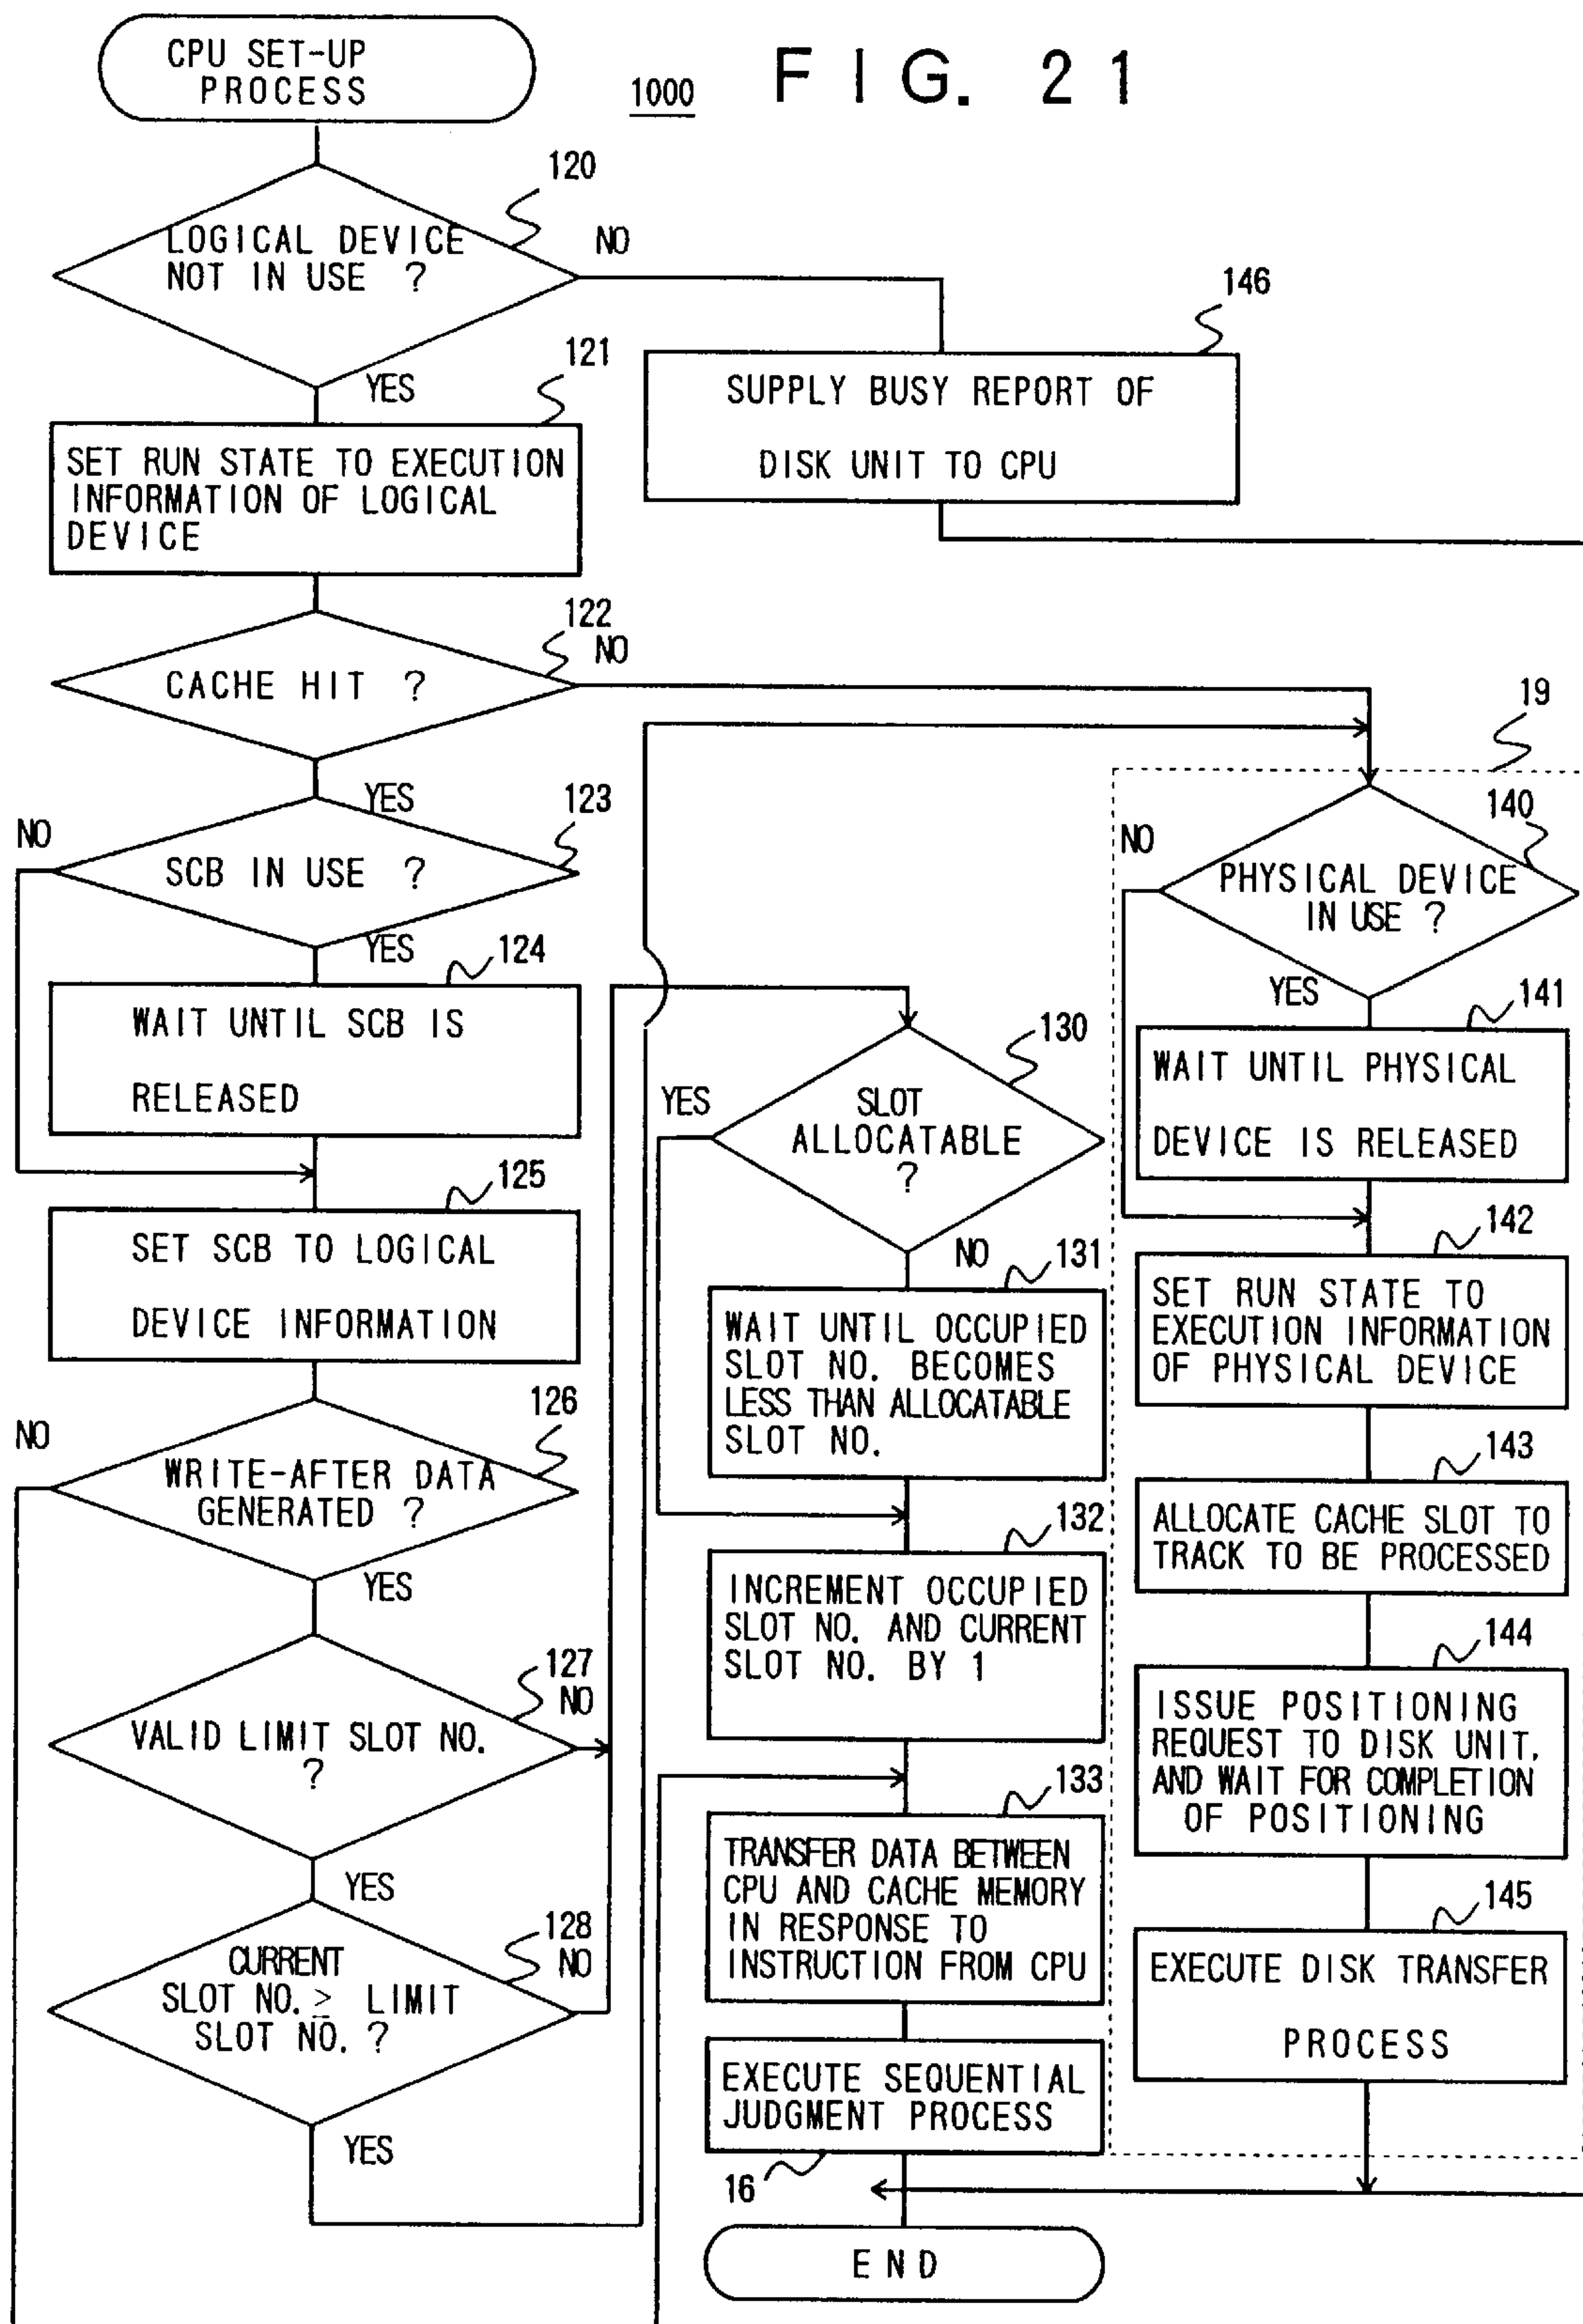 CPU SET-UP
PROCESS
1000
FIG. 21
120
LOGICAL DEVICE
NOT IN USE ?
NO
YES
146
SUPPLY BUSY REPORT OF
DISK UNIT TO CPU
121
SET RUN STATE TO EXECUTION
INFORMATION OF LOGICAL
DEVICE
122
NO
CACHE HIT ?
YES
123
NO
SCB IN USE ?
YES
124
WAIT UNTIL SCB IS
RELEASED
125
SET SCB TO LOGICAL
DEVICE INFORMATION
126
NO
WRITE-AFTER DATA
GENERATED ?
YES
127
NO
VALID LIMIT SLOT NO.
?
YES
128
NO
CURRENT
SLOT NO. ≥ LIMIT
SLOT NO. ?
YES
130
YES
SLOT
ALLOCATABLE
?
NO
131
WAIT UNTIL OCCUPIED
SLOT NO. BECOMES
LESS THAN ALLOCATABLE
SLOT NO.
132
INCREMENT OCCUPIED
SLOT NO. AND CURRENT
SLOT NO. BY 1
133
TRANSFER DATA BETWEEN
CPU AND CACHE MEMORY
IN RESPONSE TO
INSTRUCTION FROM CPU
EXECUTE SEQUENTIAL
JUDGMENT PROCESS
16
END
19
140
NO
PHYSICAL DEVICE
IN USE ?
YES
141
WAIT UNTIL PHYSICAL
DEVICE IS RELEASED
142
SET RUN STATE TO
EXECUTION INFORMATION
OF PHYSICAL DEVICE
143
ALLOCATE CACHE SLOT TO
TRACK TO BE PROCESSED
144
ISSUE POSITIONING
REQUEST TO DISK UNIT,
AND WAIT FOR COMPLETION
OF POSITIONING
145
EXECUTE DISK TRANSFER
PROCESS